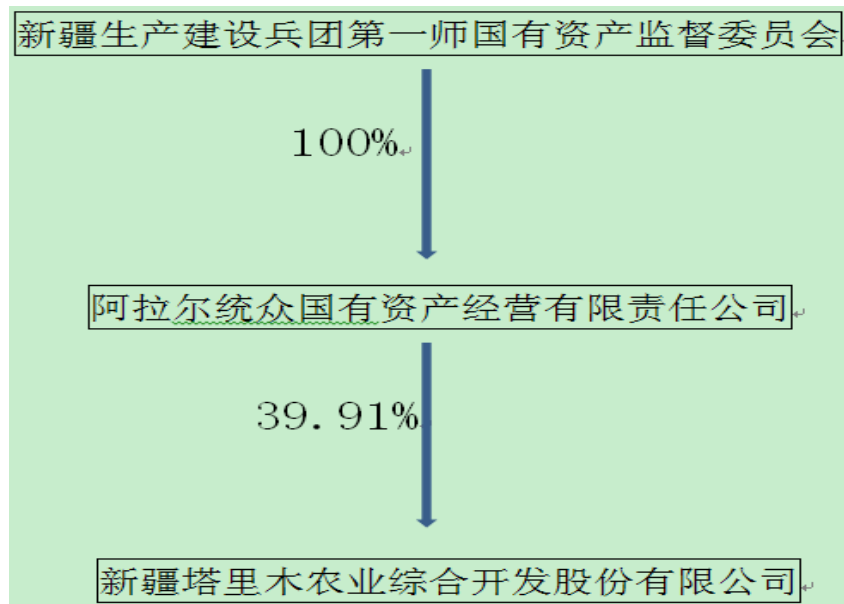 新疆生产建设兵团第一师国有资产监督委员会
100%
阿拉尔统众国有资产经营有限责任公司
39.91%
新疆塔里木农业综合开发股份有限公司